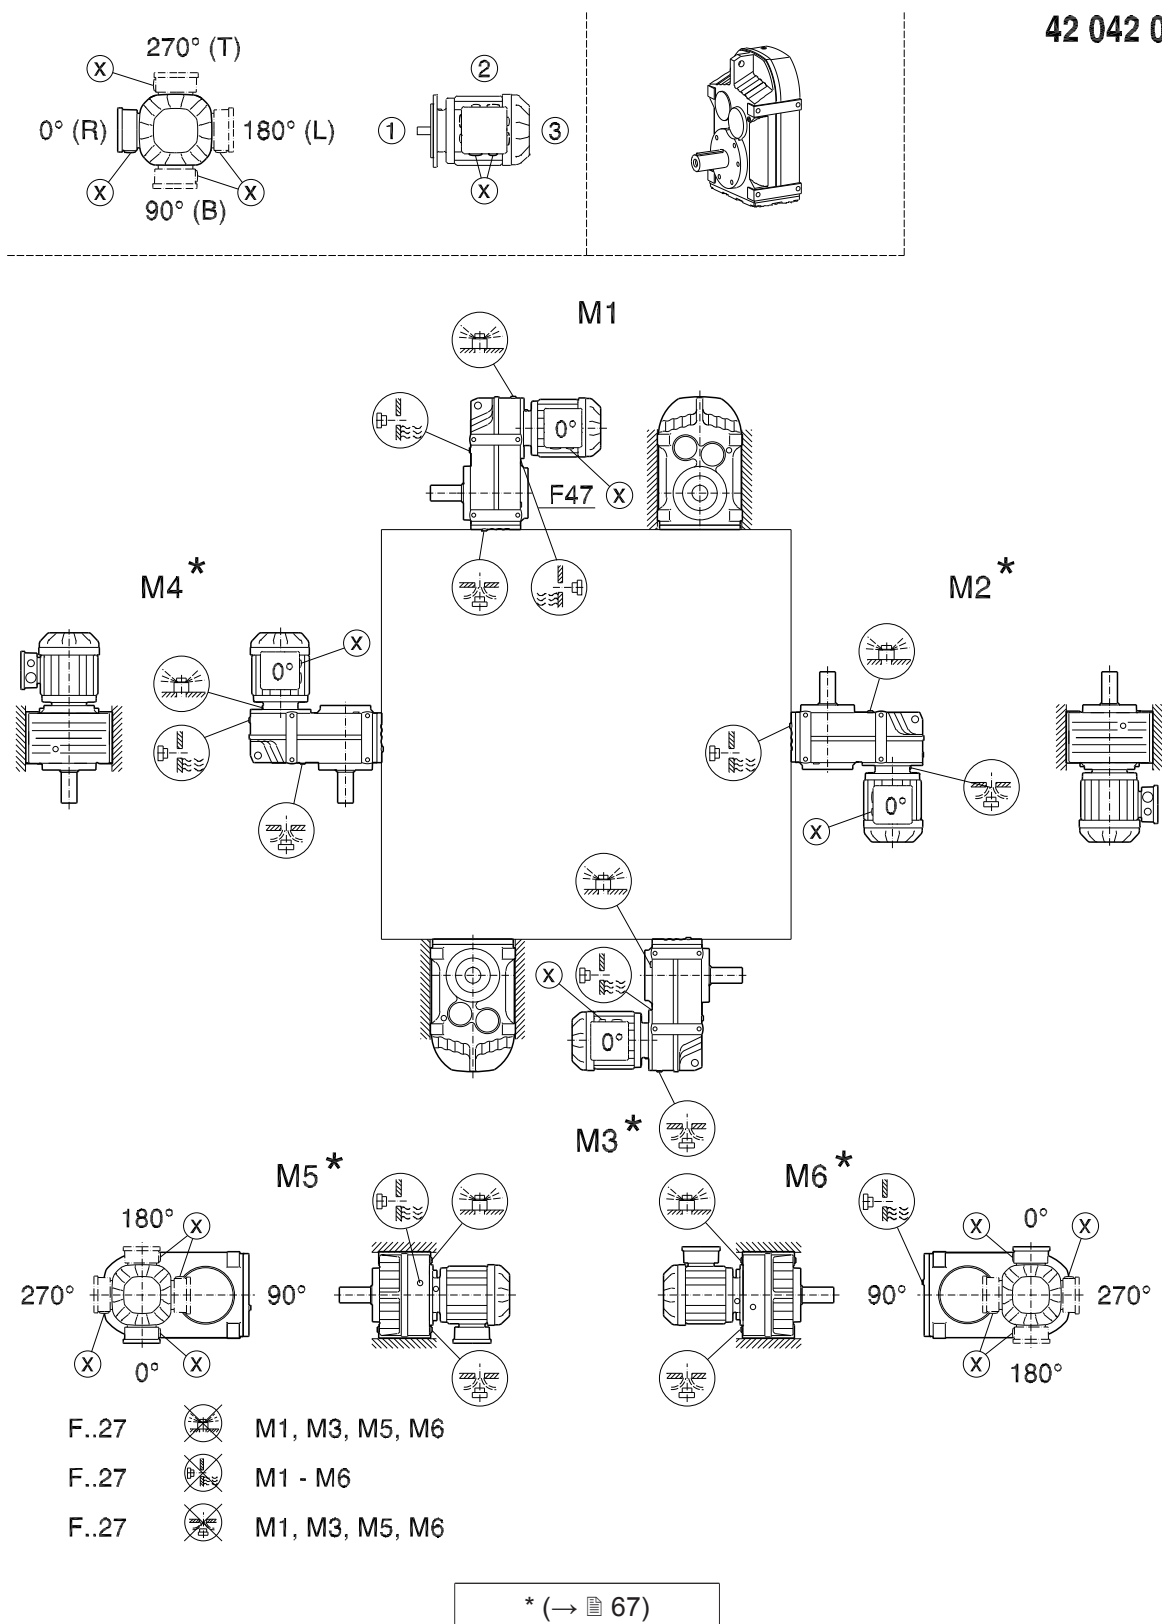 42 042 0
270° (T)
X
0° (R)
180° (L)
X
X
90° (B)
2
1
3
X
M1
0°
F47
X
M4*
M2*
X
0°
0°
X
X
0°
M3*
M5*
M6*
180°
X
X
270°
90°
X
X
0°
X
0°
X
90°
270°
X
180°
F..27 M1, M3, M5, M6
F..27 M1 - M6
F..27 M1, M3, M5, M6
* (→ 67)